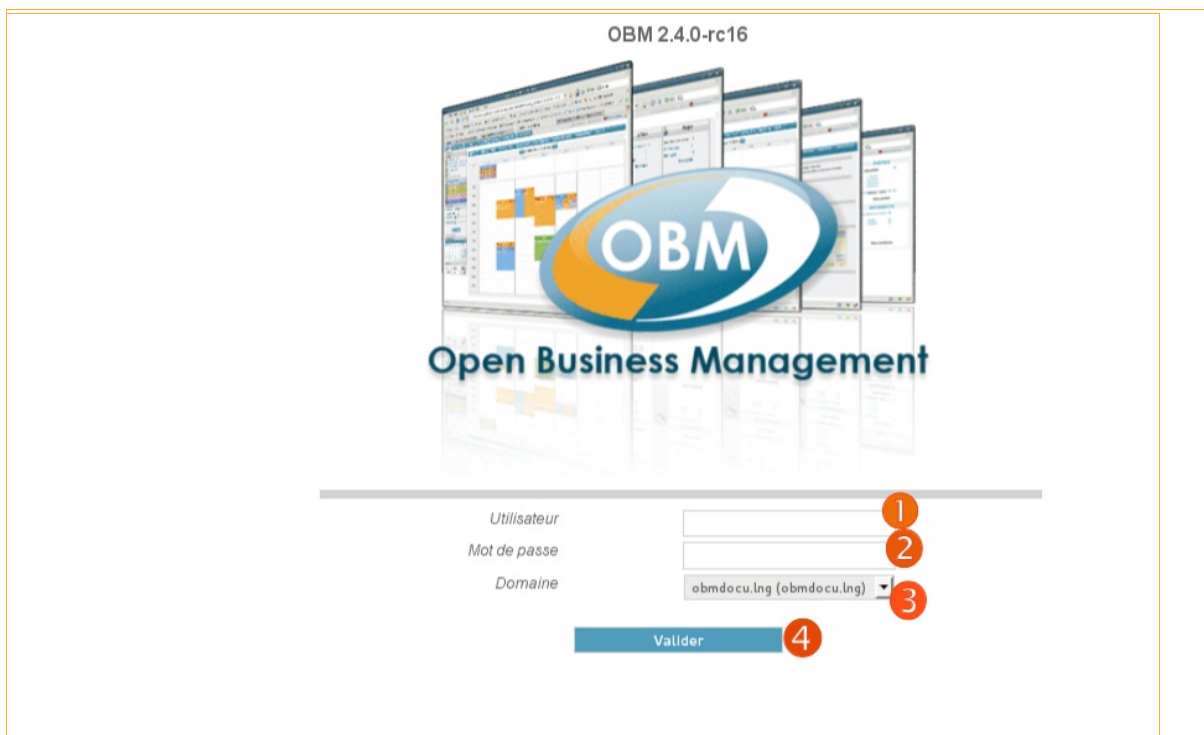 OBM 2.4.0-rc16
OBM
Open Business Management
Utilisateur 1
Mot de passe 2
Domaine obmdocu.lng (obmdocu.lng) 3
Valider 4